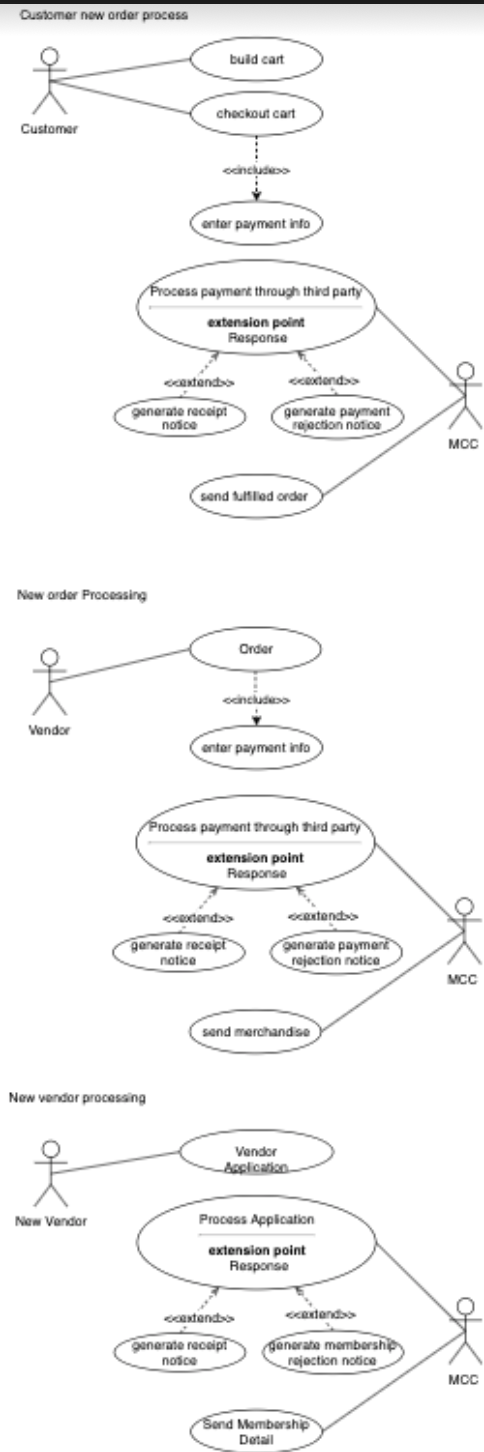 Customer new order process
build cart
checkout cart
Customer
<<include>>
enter payment info
Process payment through third party
extension point
Response
<<extend>>
<<extend>>
generate receipt
notice
generate payment
rejection notice
MCC
send fulfilled order
New order Processing
Order
Vendor
<<include>>
enter payment info
Process payment through third party
extension point
Response
<<extend>>
<<extend>>
generate receipt
notice
generate payment
rejection notice
MCC
send merchandise
New vendor processing
Vendor
Application
New Vendor
Process Application
extension point
Response
<<extend>>
<<extend>>
generate receipt
notice
generate membership
rejection notice
MCC
Send Membership
Detail